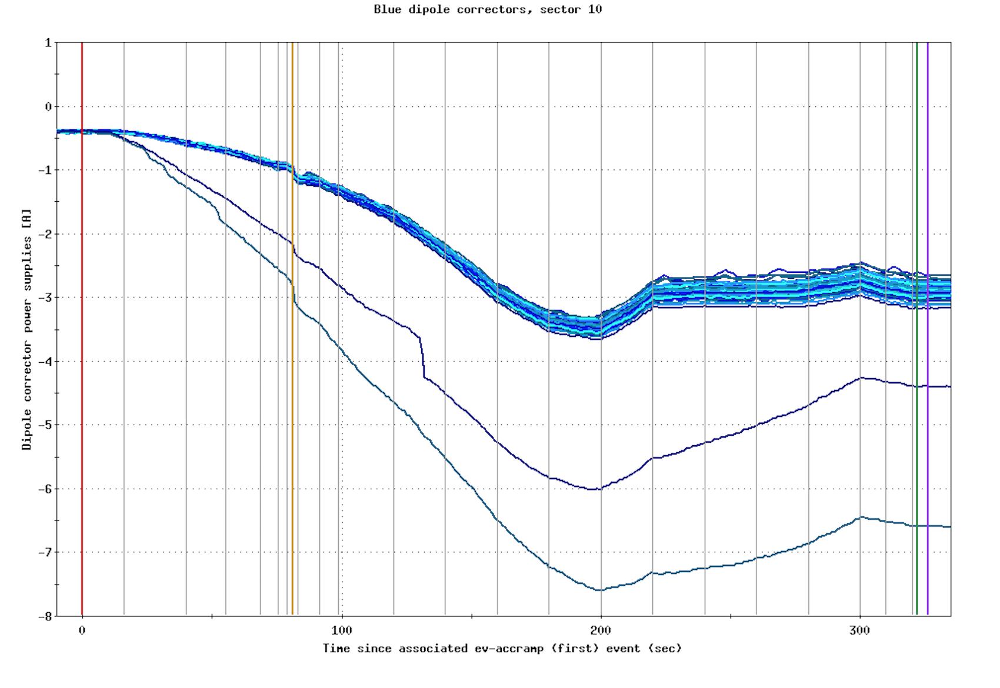 Blue dipole correctors, sector 10
1
0
-1
-2
-3
-4
-5
-6
-7
-8
Dipole corrector power supplies [A]
0 100 200 300
Time since associated ev-accramp (first) event (sec)